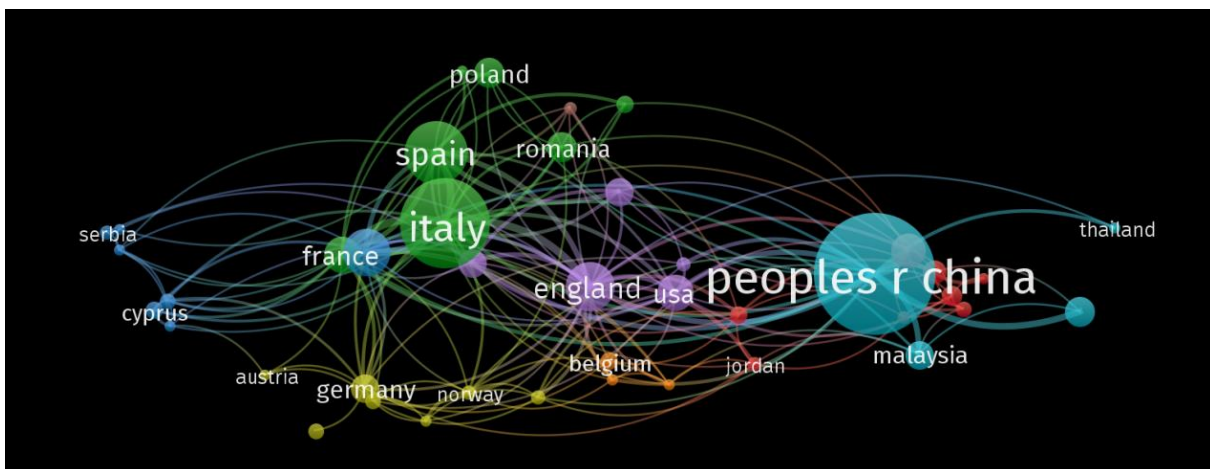 poland
spain
romania
italy
serbia
thailand
france
peoples r china
england
usa
cyprus
malaysia
belgium
jordan
austria
germany
norway